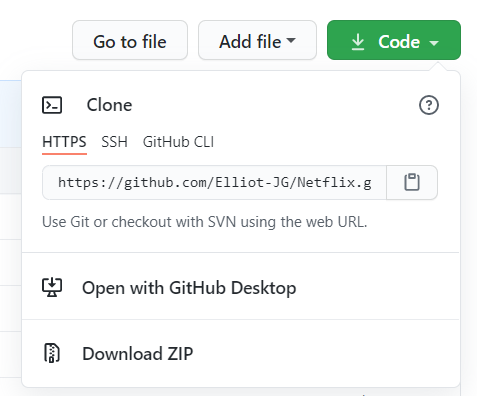 Go to file Add file Code
Clone
HTTPS SSH GitHub CLI
https://github.com/Elliot-JG/Netflix.g
Use Git or checkout with SVN using the web URL.
Open with GitHub Desktop
Download ZIP